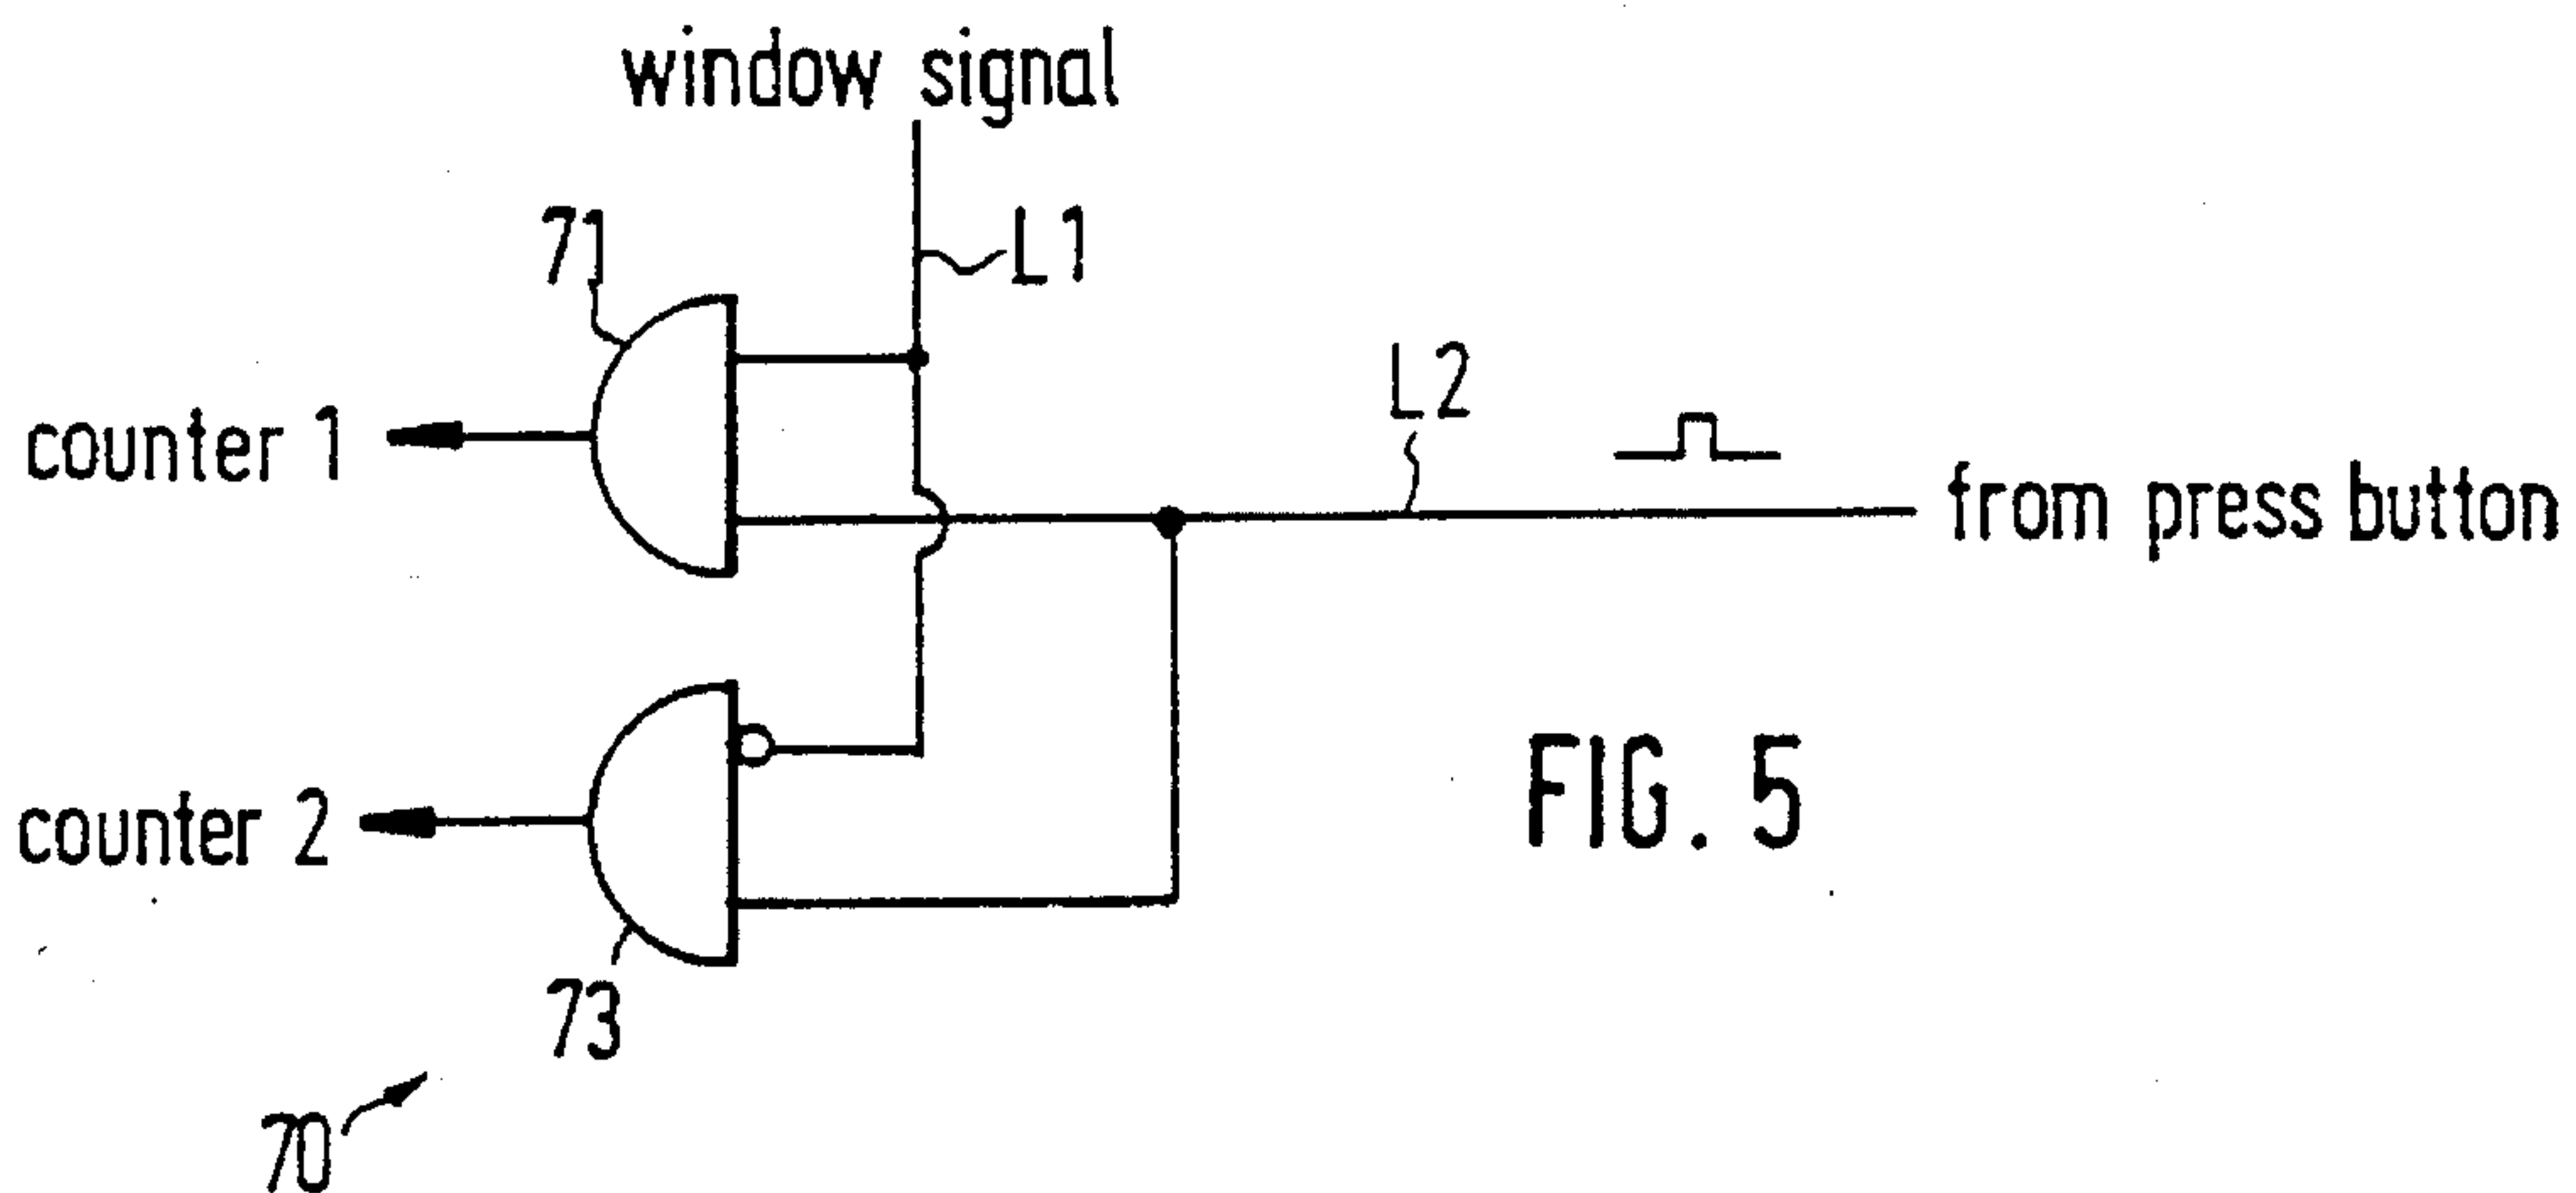 window signal
71
L1
L2
counter 1
from press button
counter 2
FIG. 5
73
70